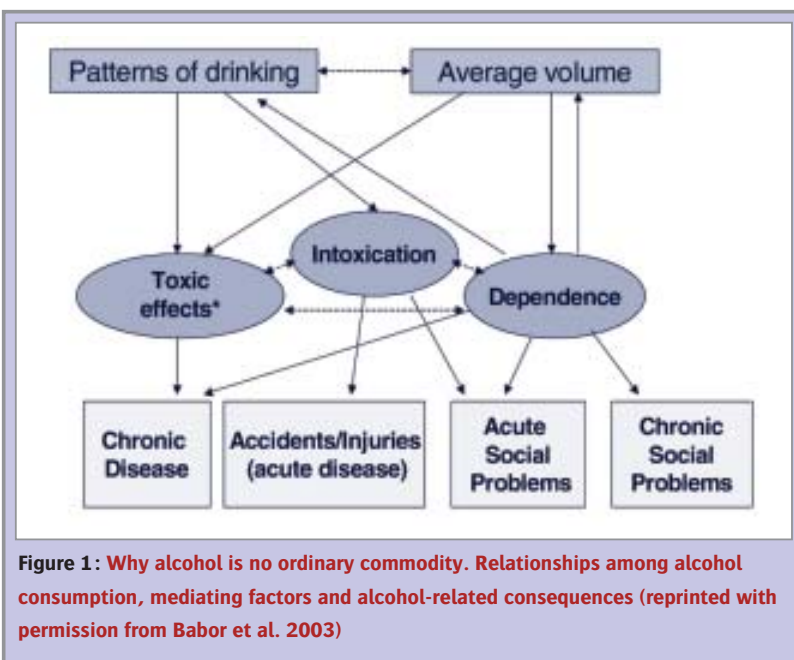 Patterns of drinking
Average volume
Intoxication
Toxic
effects*
Dependence
Chronic
Disease
Accidents/Injuries
(acute disease)
Acute
Social
Problems
Chronic
Social
Problems
Figure 1: Why alcohol is no ordinary commodity. Relationships among alcohol
consumption, mediating factors and alcohol-related consequences (reprinted with
permission from Babor et al. 2003)